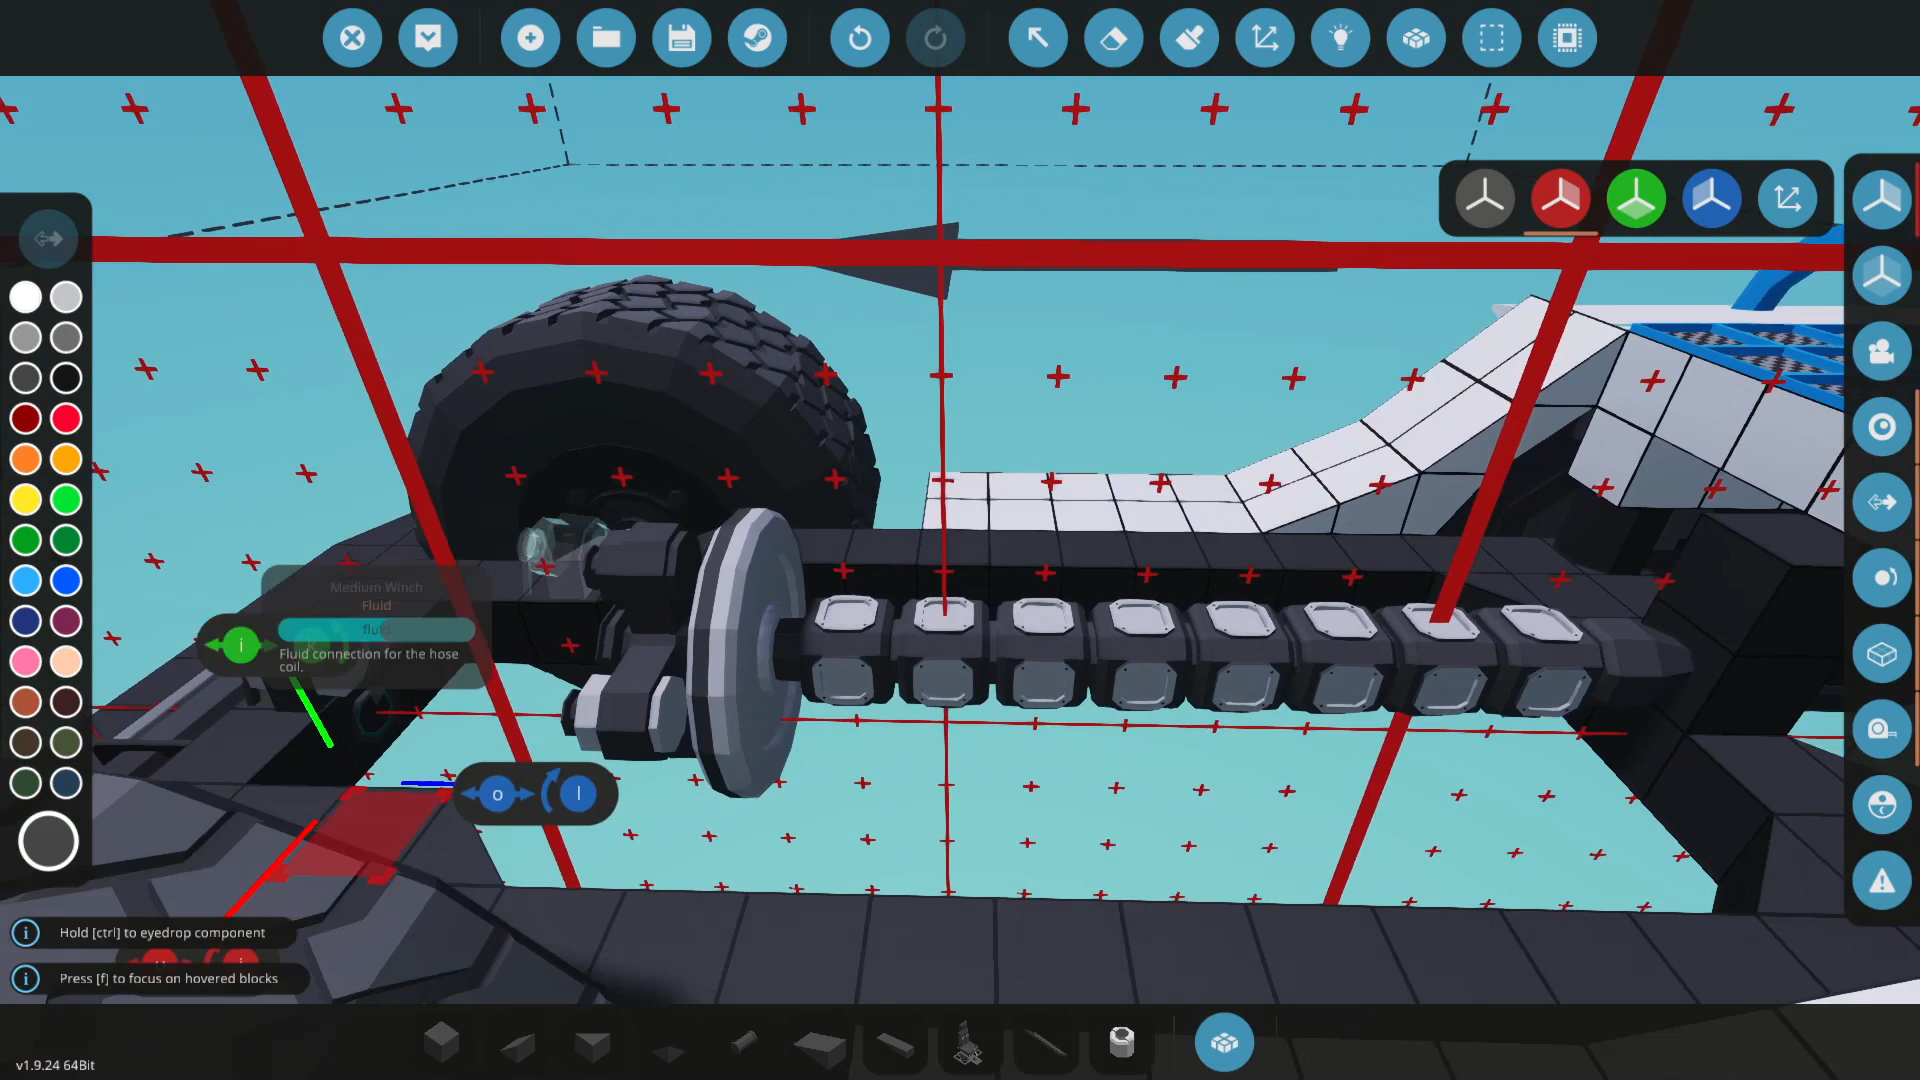 Medium Winch
Fluid
fluid
Fluid connection for the hose
coil.
i
k
o
l
Hold [ctrl] to eyedrop component
Press [f] to focus on hovered blocks
v1.9.24 64Bit